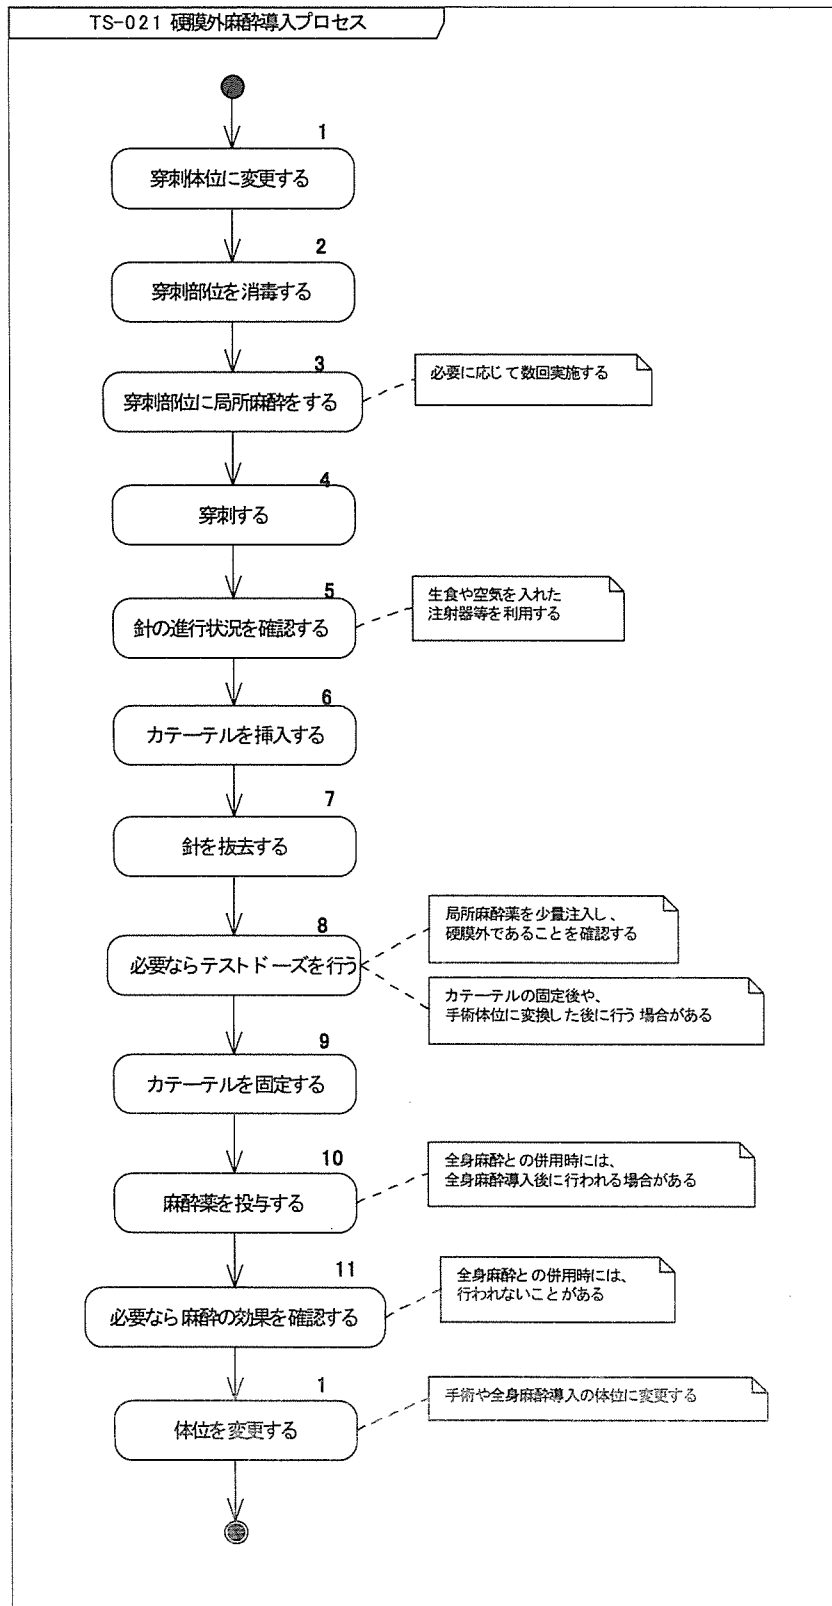 TS-021 硬膜外麻酔導入プロセス
1
穿刺体位に変更する
2
穿刺部位を消毒する
3
穿刺部位に局所麻酔をする
必要に応じて数回実施する
4
穿刺する
5
針の進行状況を確認する
生食や空気を入れた
注射器等を利用する
6
カテーテルを挿入する
7
針を抜去する
8
必要ならテストドーズを行う
局所麻酔薬を少量注入し、
硬膜外であることを確認する
カテーテルの固定後や、
手術体位に変換した後に行う場合がある
9
カテーテルを固定する
10
麻酔薬を投与する
全身麻酔との併用時には、
全身麻酔導入後に行われる場合がある
11
必要なら麻酔の効果を確認する
全身麻酔との併用時には、
行われないことがある
1
体位を変更する
手術や全身麻酔導入の体位に変更する